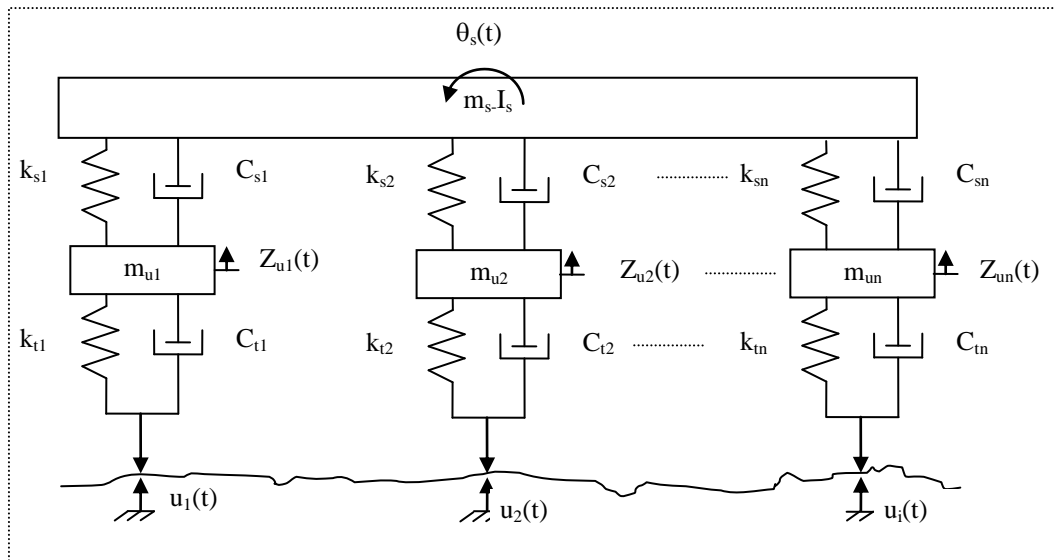 θs(t)
ms-Is
ks1 Cs1 ks2 Cs2 .................. ksn Csn
mu1 Zu1(t) mu2 Zu2(t) ................ mun Zun(t)
kt1 Ct1 kt2 Ct2 ................ ktn Ctn
u1(t) u2(t) ui(t)